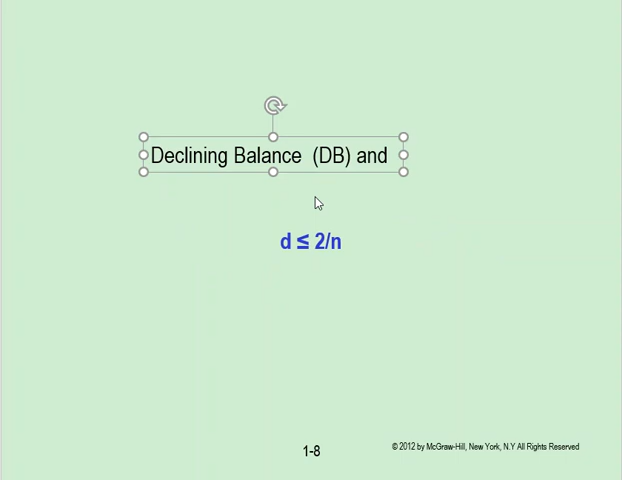 Declining Balance  (DB) and
d ≤ 2/n
1-8
© 2012 by McGraw-Hill, New York, N.Y All Rights Reserved